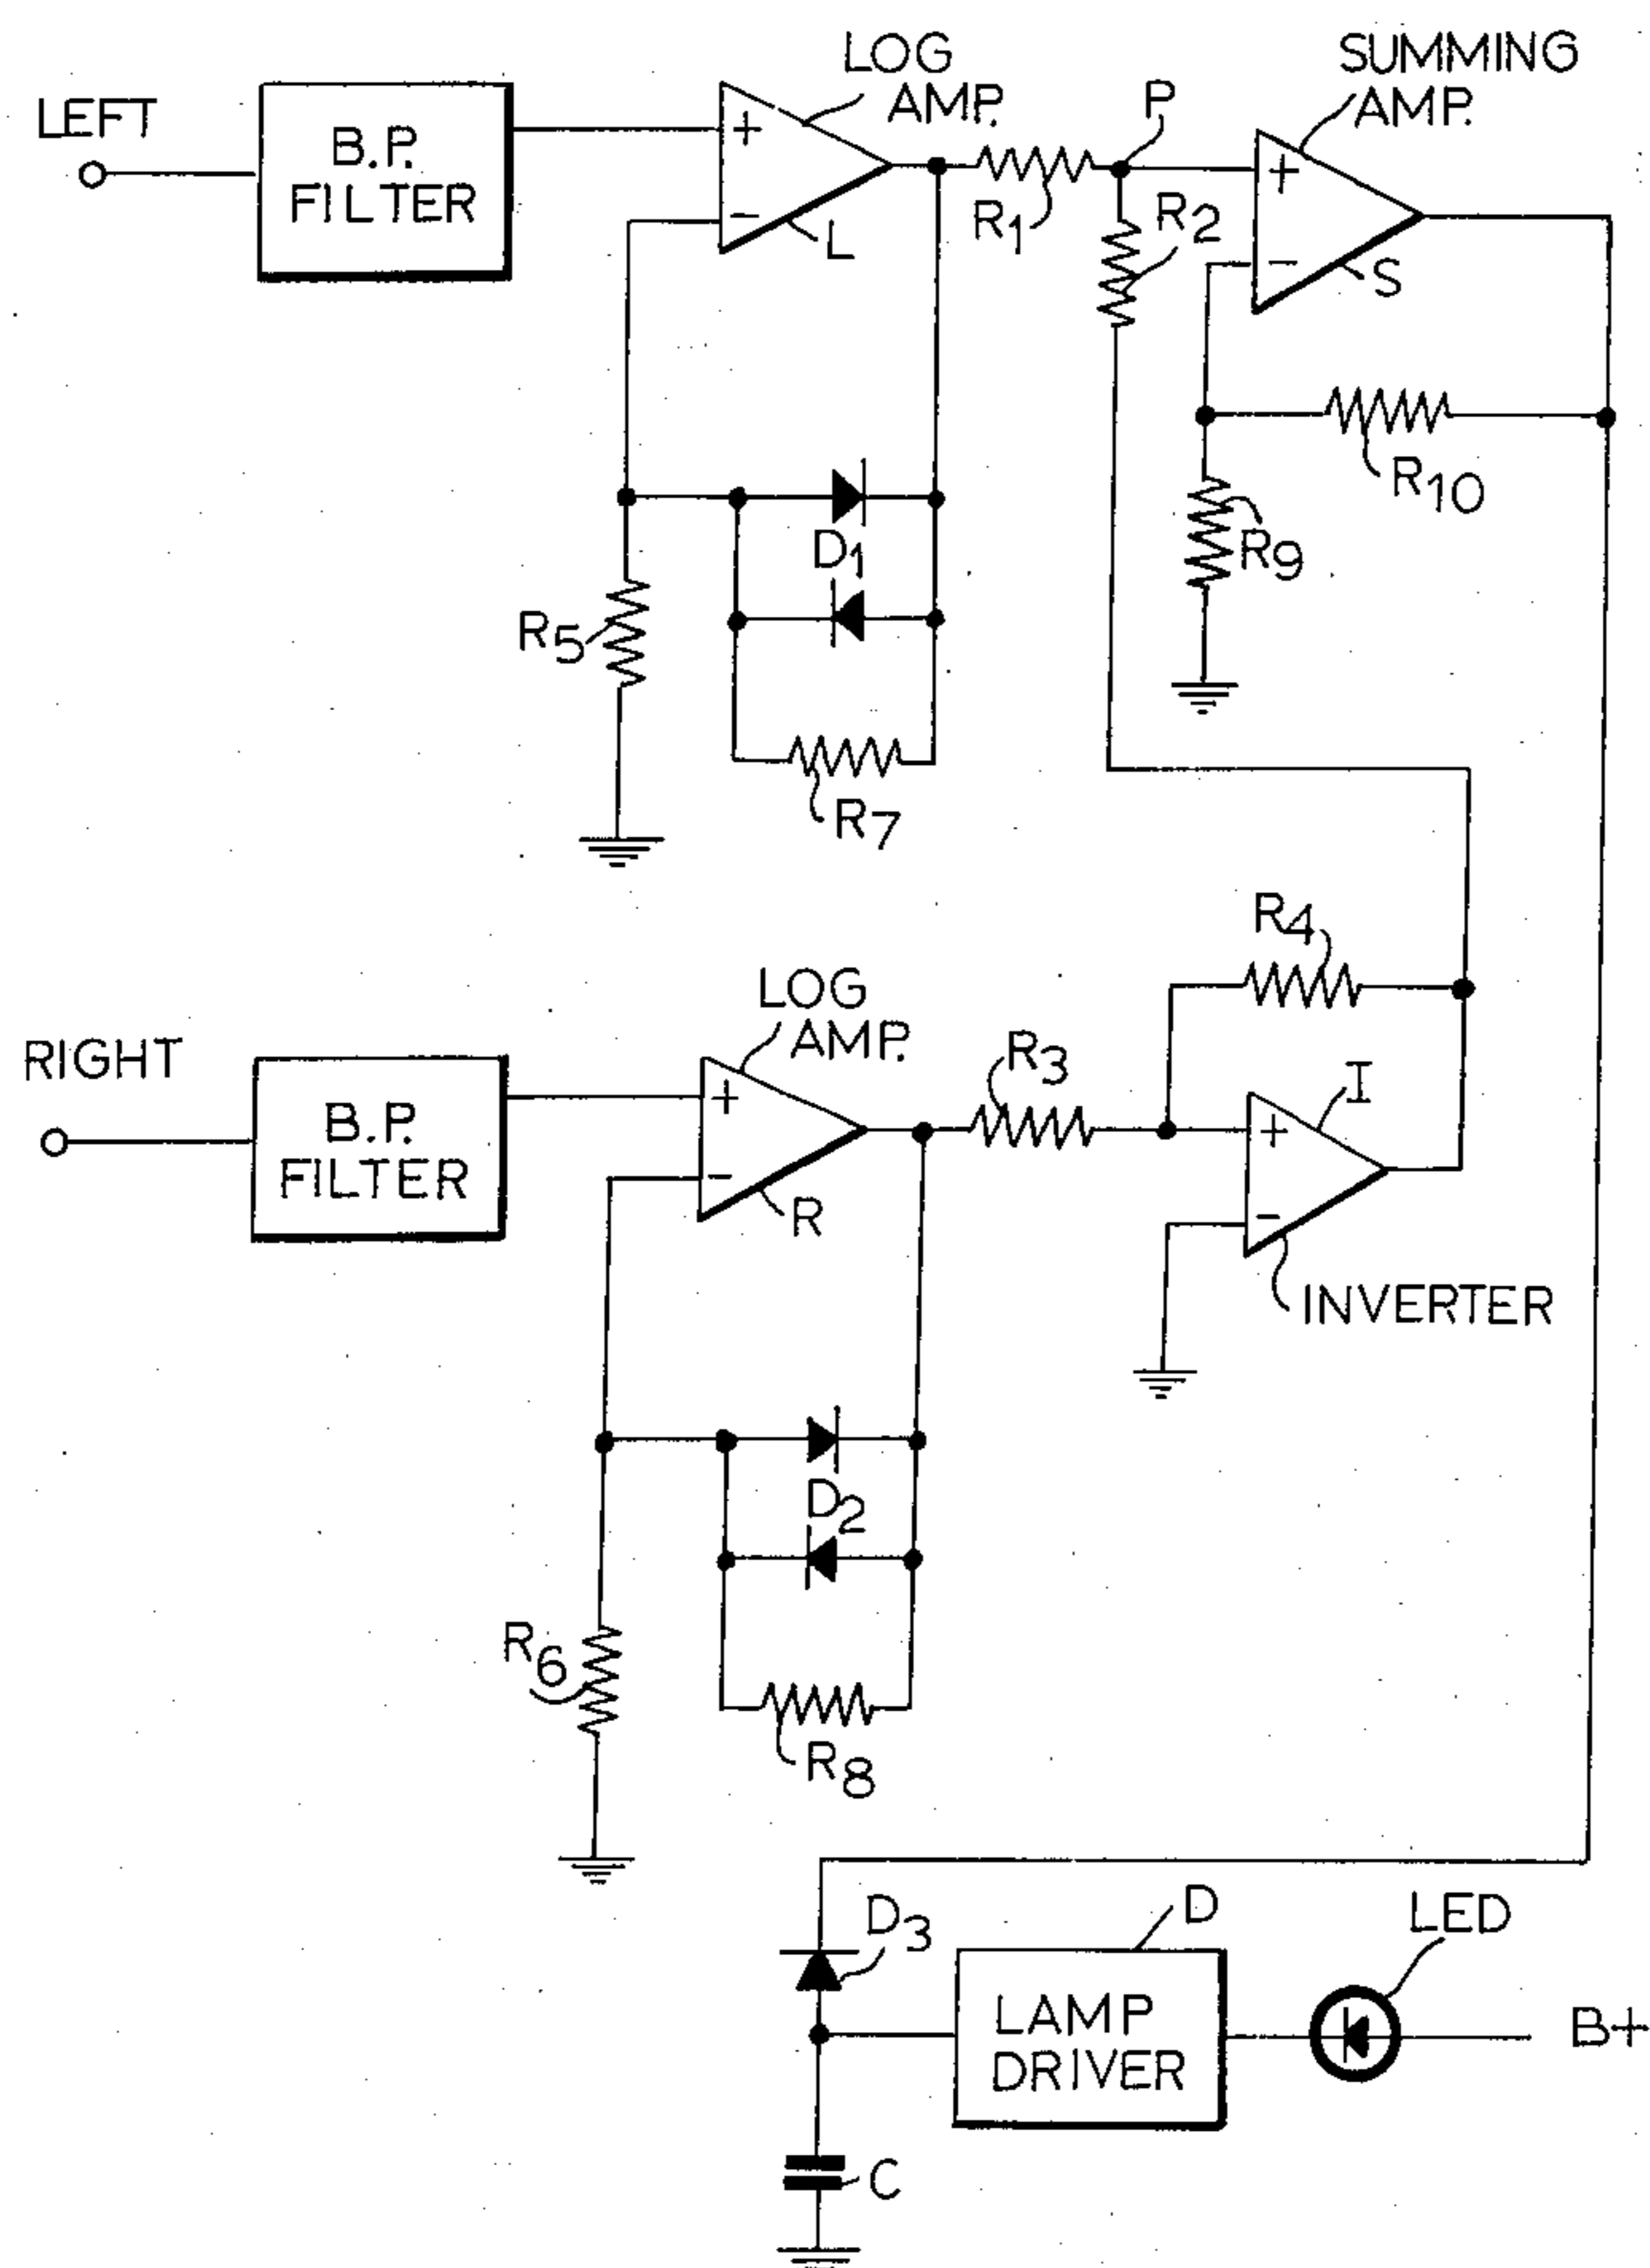 LEFT
B.P.
FILTER
LOG
AMP.
+
-
L
R1
P
R2
SUMMING
AMP.
+
-
S
R10
R9
D1
R5
R7
RIGHT
B.P.
FILTER
LOG
AMP.
+
-
R
R3
R4
I
+
-
INVERTER
D2
R6
R8
D3
D
LAMP
DRIVER
LED
B+
C